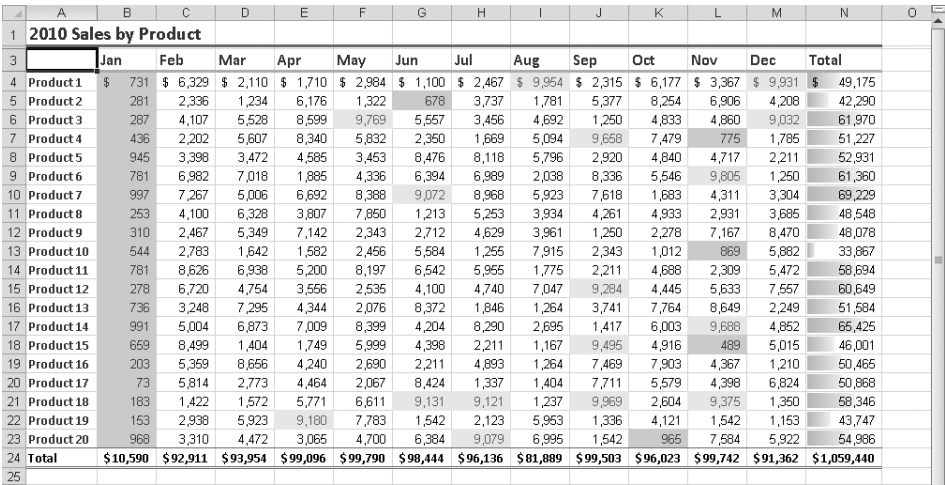 A B C D E F G H I J K L M N O
1 2010 Sales by Product
3 Jan Feb Mar Apr May Jun Jul Aug Sep Oct Nov Dec Total
4 Product 1 $ 731 $ 6,329 $ 2,110 $ 1,710 $ 2,984 $ 1,100 $ 2,467 $ 9,954 $ 2,315 $ 6,177 $ 3,367 $ 9,931 $ 49,175
5 Product 2 281 2,336 1,234 6,176 1,322 678 3,737 1,781 5,377 8,254 6,906 4,208 42,290
6 Product 3 287 4,107 5,528 8,599 9,769 5,557 3,456 4,692 1,250 4,833 4,860 9,032 61,970
7 Product 4 436 2,202 5,607 8,340 5,832 2,350 1,669 5,094 9,658 7,479 775 1,785 51,227
8 Product 5 945 3,398 3,472 4,585 3,453 8,476 8,118 5,796 2,920 4,840 4,717 2,211 52,931
9 Product 6 781 6,982 7,018 1,885 4,336 6,394 6,989 2,038 8,336 5,546 9,805 1,250 61,360
10 Product 7 997 7,267 5,006 6,692 8,388 9,072 8,968 5,923 7,618 1,683 4,311 3,304 69,229
11 Product 8 253 4,100 6,328 3,807 7,850 1,213 5,253 3,934 4,261 4,933 2,931 3,685 48,548
12 Product 9 310 2,467 5,349 7,142 2,343 2,712 4,629 3,961 1,250 2,278 7,167 8,470 48,078
13 Product 10 544 2,783 1,642 1,582 2,456 5,584 1,255 7,915 2,343 1,012 869 5,882 33,867
14 Product 11 781 8,626 6,938 5,200 8,197 6,542 5,955 1,775 2,211 4,688 2,309 5,472 58,694
15 Product 12 278 6,720 4,754 3,556 2,535 4,100 4,740 7,047 9,284 4,445 5,633 7,557 60,649
16 Product 13 736 3,248 7,295 4,344 2,076 8,372 1,846 1,264 3,741 7,764 8,649 2,249 51,584
17 Product 14 991 5,004 6,873 7,009 8,399 4,204 8,290 2,695 1,417 6,003 9,688 4,852 65,425
18 Product 15 659 8,499 1,404 1,749 5,999 4,398 2,211 1,167 9,495 4,916 489 5,015 46,001
19 Product 16 203 5,359 8,656 4,240 2,690 2,211 4,893 1,264 7,469 7,903 4,367 1,210 50,465
20 Product 17 73 5,814 2,773 4,464 2,067 8,424 1,337 1,404 7,711 5,579 4,398 6,824 50,868
21 Product 18 183 1,422 1,572 5,771 6,611 9,131 9,121 1,237 9,969 2,604 9,375 1,350 58,346
22 Product 19 153 2,938 5,923 9,180 7,783 1,542 2,123 5,953 1,336 4,121 1,542 1,153 43,747
23 Product 20 968 3,310 4,472 3,065 4,700 6,384 9,079 6,995 1,542 965 7,584 5,922 54,986
24 Total $10,590 $92,911 $93,954 $99,096 $99,790 $98,444 $96,136 $81,889 $99,503 $96,023 $99,742 $91,362 $1,059,440
25